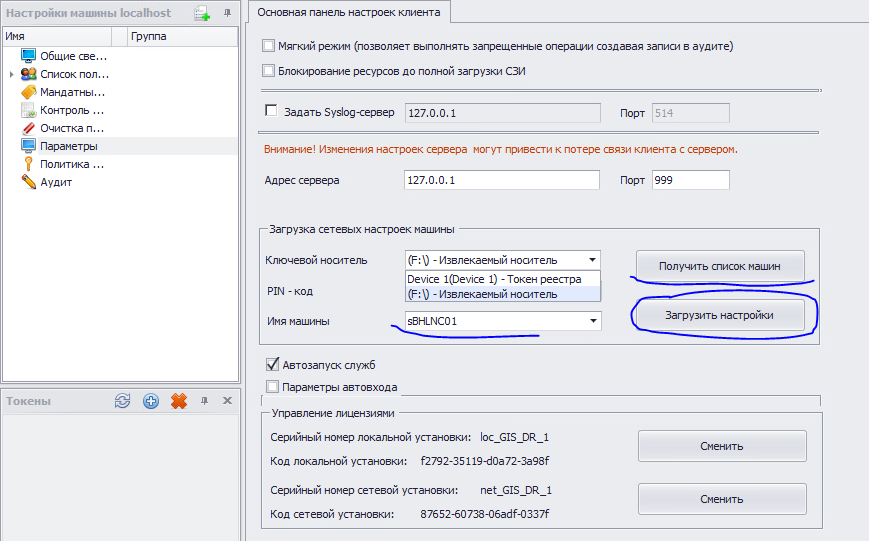 Настройки машины localhost
Имя Группа
Общие све...
Список пол...
Мандатны...
Контроль ...
Очистка п...
Параметры
Политика ...
Аудит
Токены
Основная панель настроек клиента
Мягкий режим (позволяет выполнять запрещенные операции создавая записи в аудите)
Блокирование ресурсов до полной загрузки СЗИ
Задать Syslog-сервер 127.0.0.1 Порт 514
Внимание! Изменения настроек сервера могут привести к потере связи клиента с сервером.
Адрес сервера 127.0.0.1 Порт 999
Загрузка сетевых настроек машины
Ключевой носитель (F:\) - Извлекаемый носитель Получить список машин
Device 1(Device 1) - Токен реестра
PIN - код (F:\) - Извлекаемый носитель
Имя машины sBHLNC01 Загрузить настройки
Автозапуск служб
Параметры автовхода
Управление лицензиями
Серийный номер локальной установки: loc_GIS_DR_1 Сменить
Код локальной установки: f2792-35119-d0a72-3a98f
Серийный номер сетевой установки: net_GIS_DR_1 Сменить
Код сетевой установки: 87652-60738-06adf-0337f